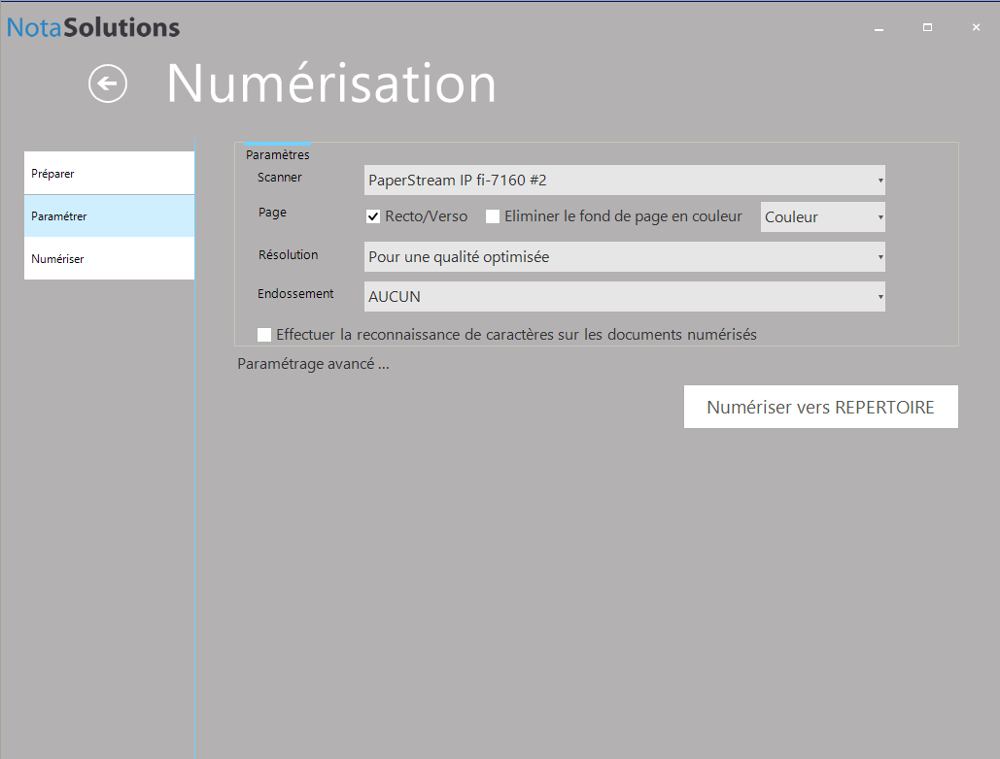 NotaSolutions
Numérisation
Préparer
Paramétrer
Numériser
Paramètres
Scanner PaperStream IP fi-7160 #2
Page Recto/Verso Eliminer le fond de page en couleur Couleur
Résolution Pour une qualité optimisée
Endossement AUCUN
Effectuer la reconnaissance de caractères sur les documents numérisés
Paramétrage avancé ...
Numériser vers REPERTOIRE